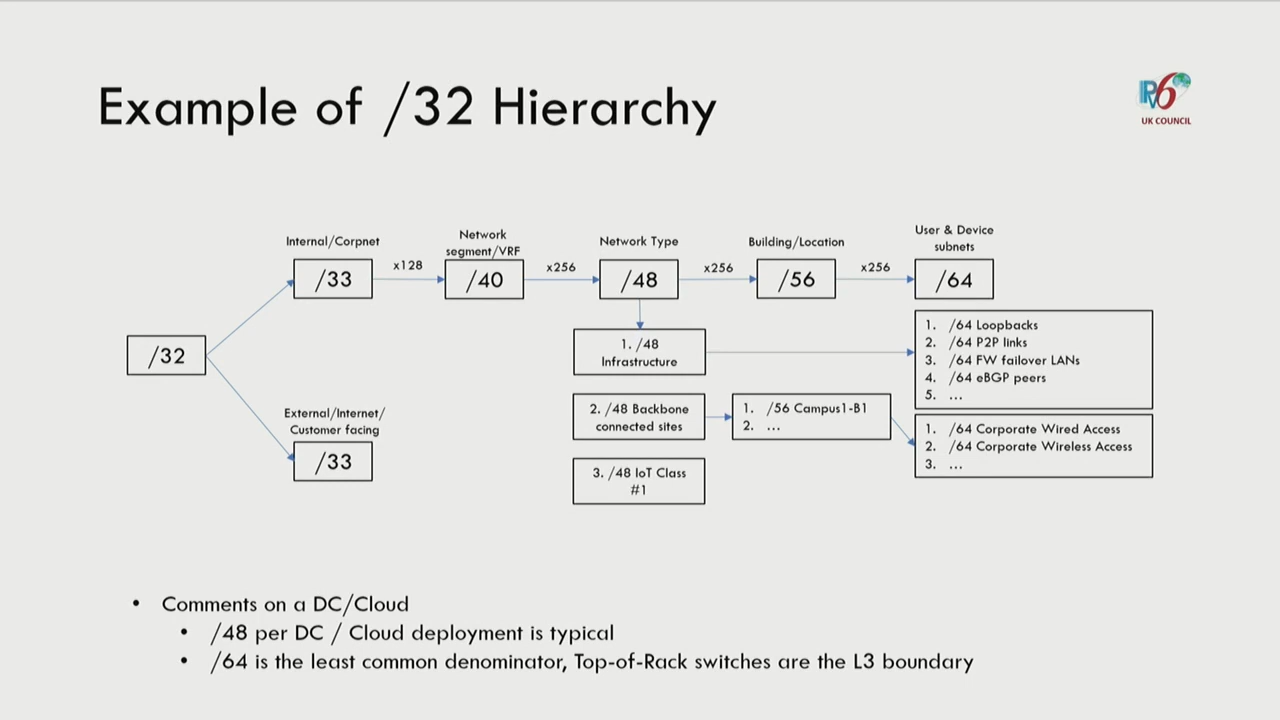 Example of /32 Hierarchy
IPv6
UK COUNCIL
Internal/Corpnet
Network
segment/VRF
Network Type
Building/Location
User & Device
subnets
/33
x128
/40
x256
/48
x256
/56
x256
/64
/32
External/Internet/
Customer facing
/33
1. /48
Infrastructure
2. /48 Backbone
connected sites
3. /48 IoT Class
#1
1. /56 Campus1-B1
2. ...
1. /64 Loopbacks
2. /64 P2P links
3. /64 FW failover LANs
4. /64 eBGP peers
5. ...
1. /64 Corporate Wired Access
2. /64 Corporate Wireless Access
3. ...
• Comments on a DC/Cloud
• /48 per DC / Cloud deployment is typical
• /64 is the least common denominator, Top-of-Rack switches are the L3 boundary